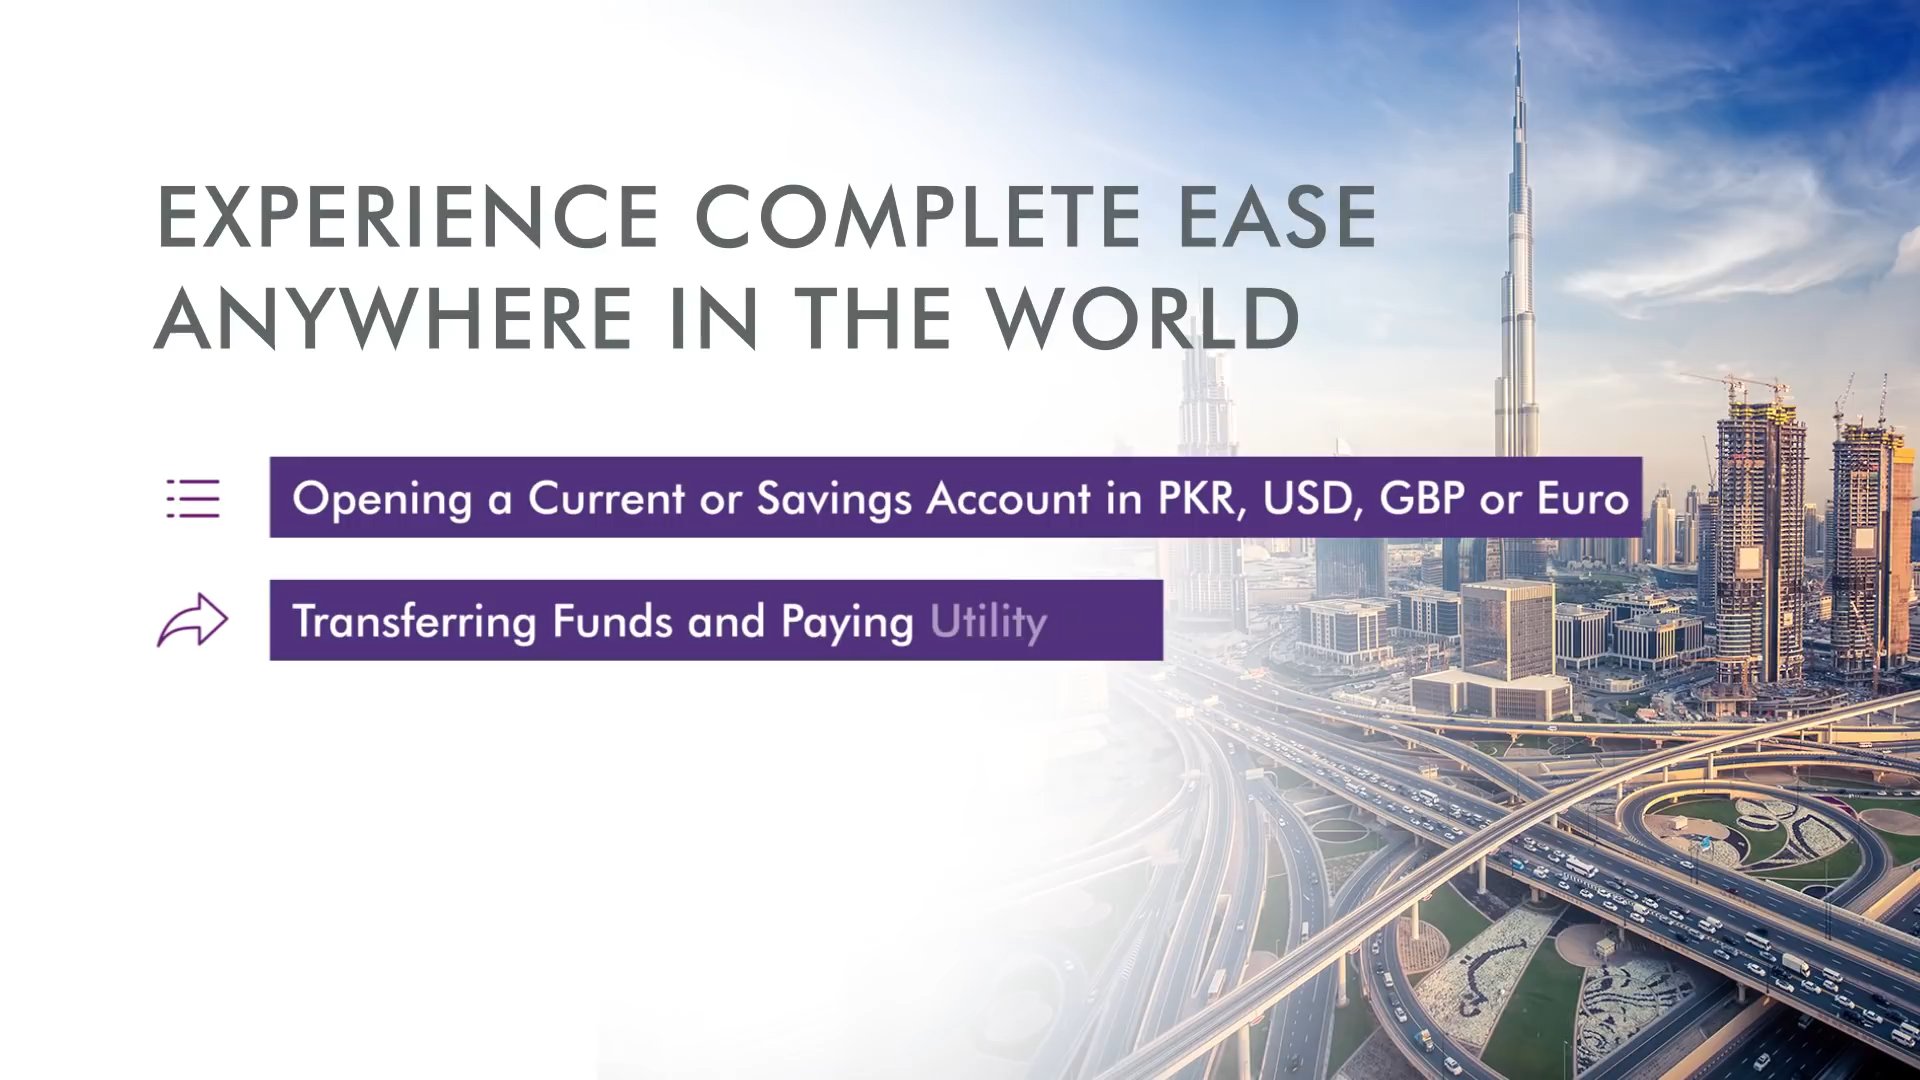 EXPERIENCE COMPLETE EASE
ANYWHERE IN THE WORLD
Opening a Current or Savings Account in PKR, USD, GBP or Euro
Transferring Funds and Paying Utility